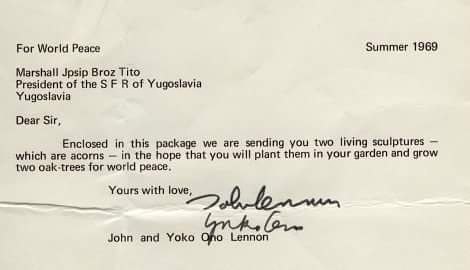 For World Peace Summer 1969
Marshall Jpsip Broz Tito
President of the S F R of Yugoslavia
Yugoslavia
Dear Sir,
Enclosed in this package we are sending you two living sculptures –
which are acorns – in the hope that you will plant them in your garden and grow
two oak-trees for world peace.
Yours with love,
John Lennon
Yoko Ono
John and Yoko Ono Lennon